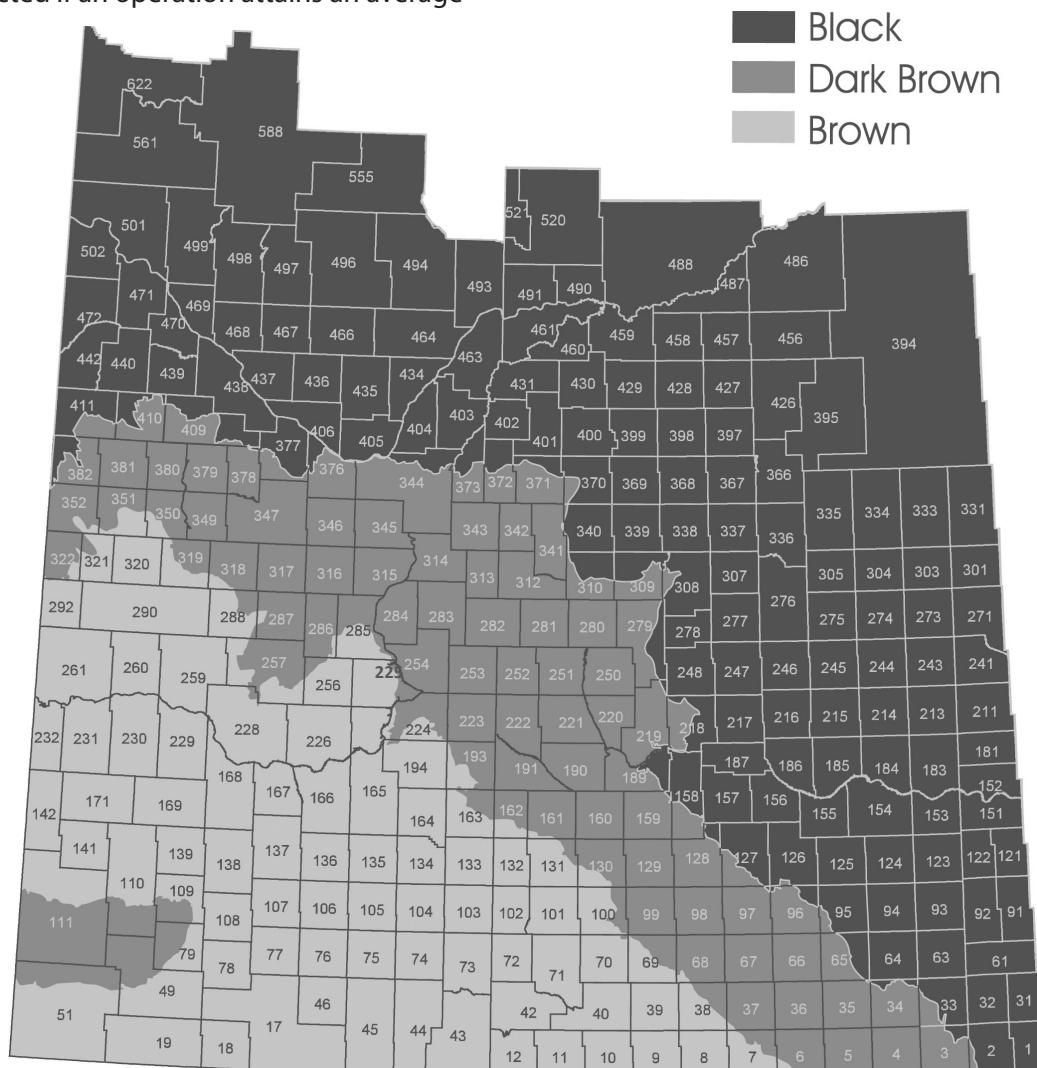 cted if an operation attains an average
Black
Dark Brown
Brown
622
588
561
555
521 520
501
502 499 498 497 496 494 488 487 486
493 491 490
471 472 470 469
468 467 466 464 461 460 459 458 457 456 394
463
442 440 439 438 437 436 435 434 431 430 429 428 427 426 395
411 410 409 406 405 404 403 402 401 400 399 398 397
377 376
382 381 380 379 378 344 373 372 371 370 369 368 367 366
352 351 350 349 347 346 345 343 342 341 340 339 338 337 336 335 334 333 331
322 321 320 319 318 317 316 315 314 313 312 310 309 308 307 305 304 303 301
292 290 288 287 286 285 284 283 282 281 280 279 278 277 276 275 274 273 271
261 260 259 257 256 229 254 253 252 251 250 248 247 246 245 244 243 241
232 231 230 229 228 226 224 223 222 221 220 219 218 217 216 215 214 213 211
194 193 191 190 189 187 186 185 184 183 181
142 171 169 168 167 166 165 164 163 162 161 160 159 158 157 156 155 154 153 152 151
141 139 138 137 136 135 134 133 132 131 130 129 128 127 126 125 124 123 122 121
110 109
111 108 107 106 105 104 103 102 101 100 99 98 97 96 95 94 93 92 91
79 78 77 76 75 74 73 72 71 70 69 68 67 66 65 64 63 61
51 49 46 42 40 39 38 37 36 35 34 33 32 31
19 18 17 45 44 43 12 11 10 9 8 7 6 5 4 3 2 1